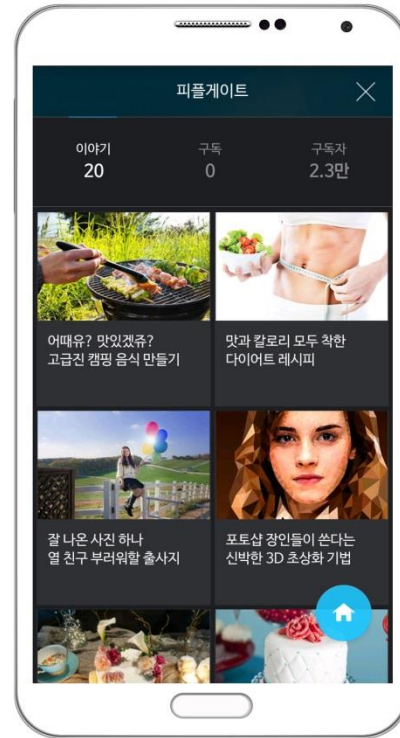 피플게이트
이야기
20
구독
0
구독자
2.3만
어때유? 맛있겠쥬?
고급진 캠핑 음식 만들기
맛과 칼로리 모두 착한
다이어트 레시피
잘 나온 사진 하나
열 친구 부러워할 출사지
포토샵 장인들이 쓴다는
신박한 3D 초상화 기법